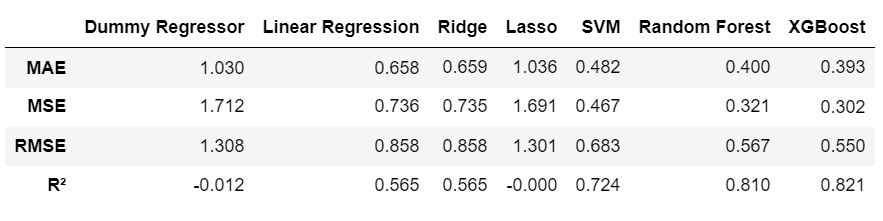 Dummy Regressor Linear Regression Ridge Lasso SVM Random Forest XGBoost
MAE 1.030 0.658 0.659 1.036 0.482 0.400 0.393
MSE 1.712 0.736 0.735 1.691 0.467 0.321 0.302
RMSE 1.308 0.858 0.858 1.301 0.683 0.567 0.550
R² -0.012 0.565 0.565 -0.000 0.724 0.810 0.821